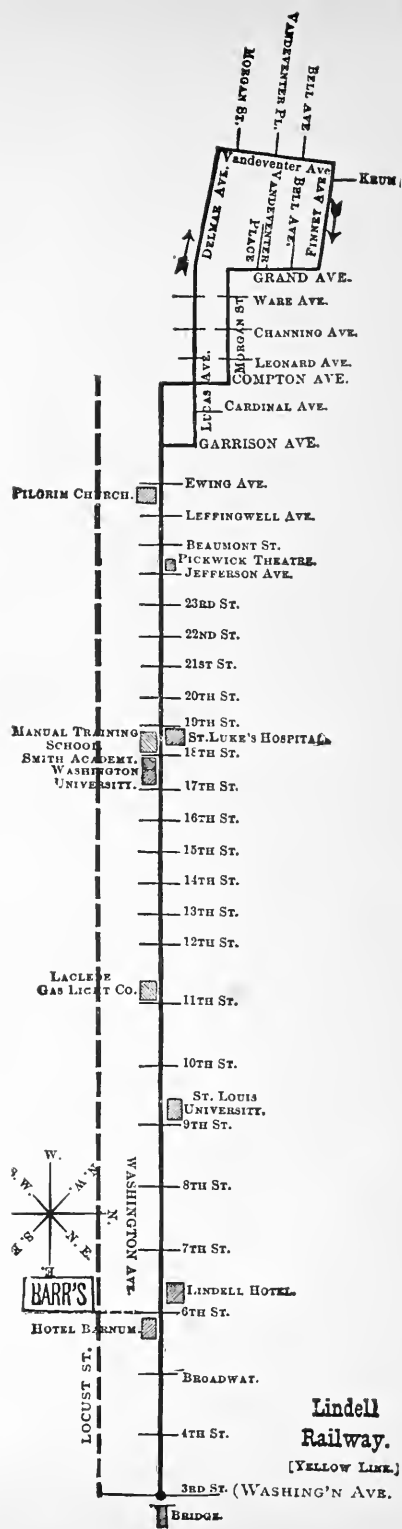 MORGAN ST.
VANDEVENTER PL.
BELL AVE
Vandeventer Ave
KRUM
DELMAR AVE.
VANDEVENTER
PLACE
BELL AVE.
FINNEY AVE
GRAND AVE.
WARE AVE.
MORGAN ST
CHANNING AVE.
LEONARD AVE.
COMPTON AVE.
LUCAS AVE.
CARDINAL AVE.
GARRISON AVE.
EWING AVE.
PILGRIM CHURCH.
LEFFINGWELL AVE.
BEAUMONT ST.
PICKWICK THEATRE.
JEFFERSON AVE.
23RD ST.
22ND ST.
21ST ST.
20TH ST.
19TH ST.
MANUAL TRAINING
SCHOOL
ST. LUKE'S HOSPITAL
18TH ST.
SMITH ACADEMY.
WASHINGTON
UNIVERSITY.
17TH ST.
16TH ST.
15TH ST.
14TH ST.
13TH ST.
12TH ST.
LACLEDE
GAS LIGHT CO.
11TH ST.
10TH ST.
ST. LOUIS
UNIVERSITY.
9TH ST.
W.
N.W.
S.W.
N.
WASHINGTON AVE.
8TH ST.
S.E
N.E
E.
7TH ST.
BARR'S
LINDELL HOTEL.
6TH ST.
HOTEL BARNUM.
LOCUST ST.
BROADWAY.
4TH ST.
Lindell
Railway.
[YELLOW LINE.]
3RD ST. (WASHING'N AVE.
BRIDGE.